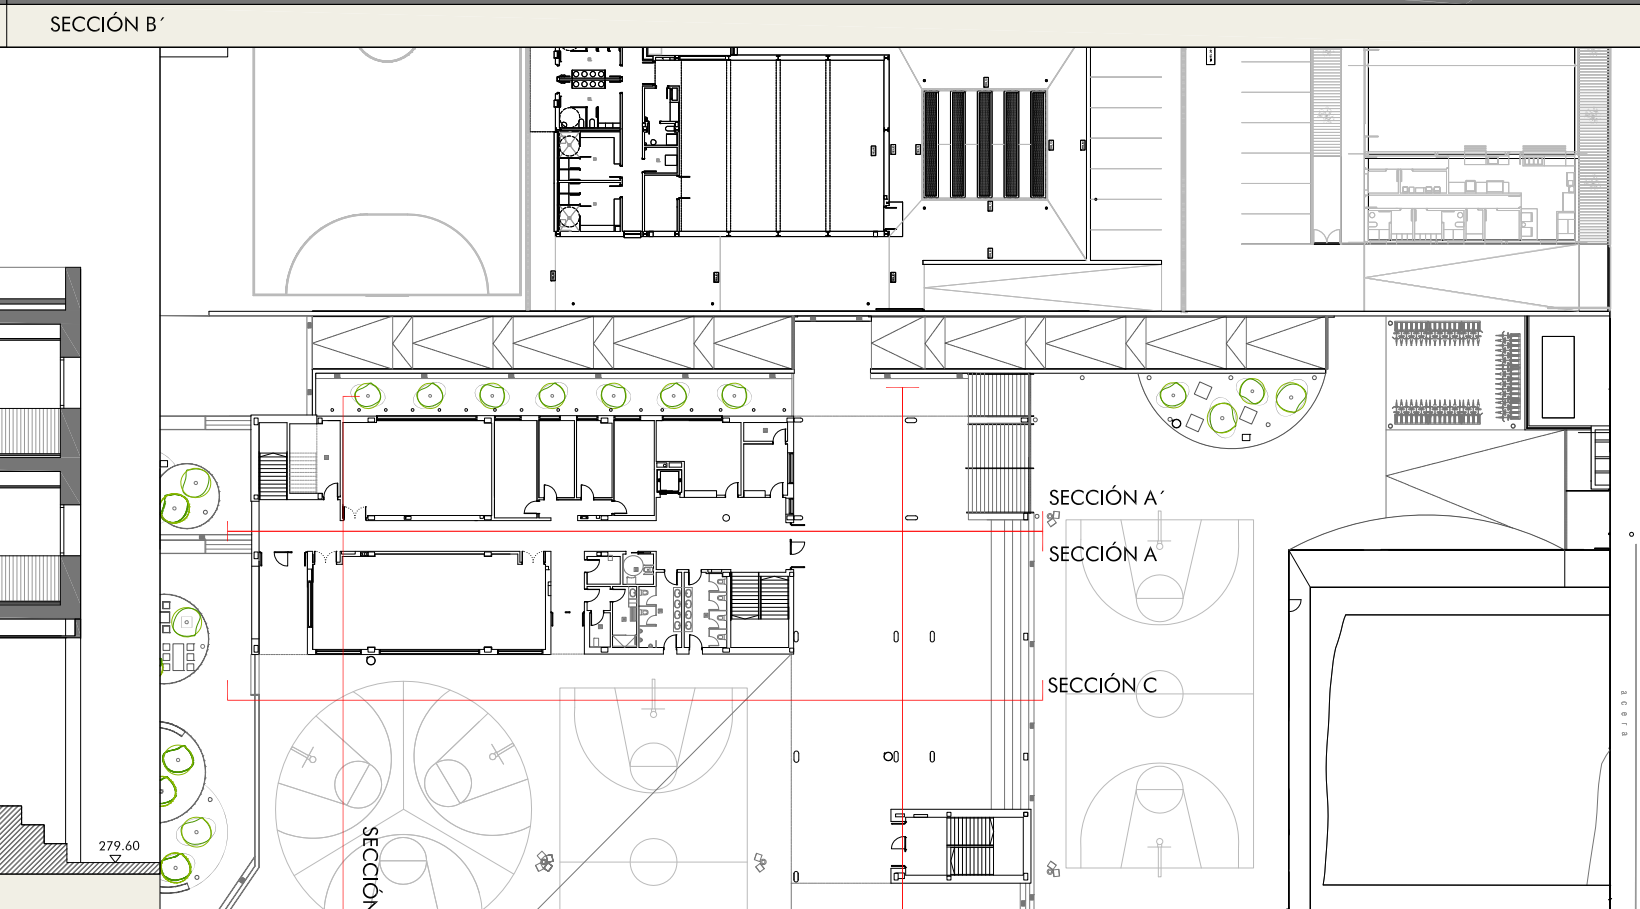 SECCIÓN B´
SECCIÓN A´
SECCIÓN A
SECCIÓN C
acera
279.60
SECCIÓN